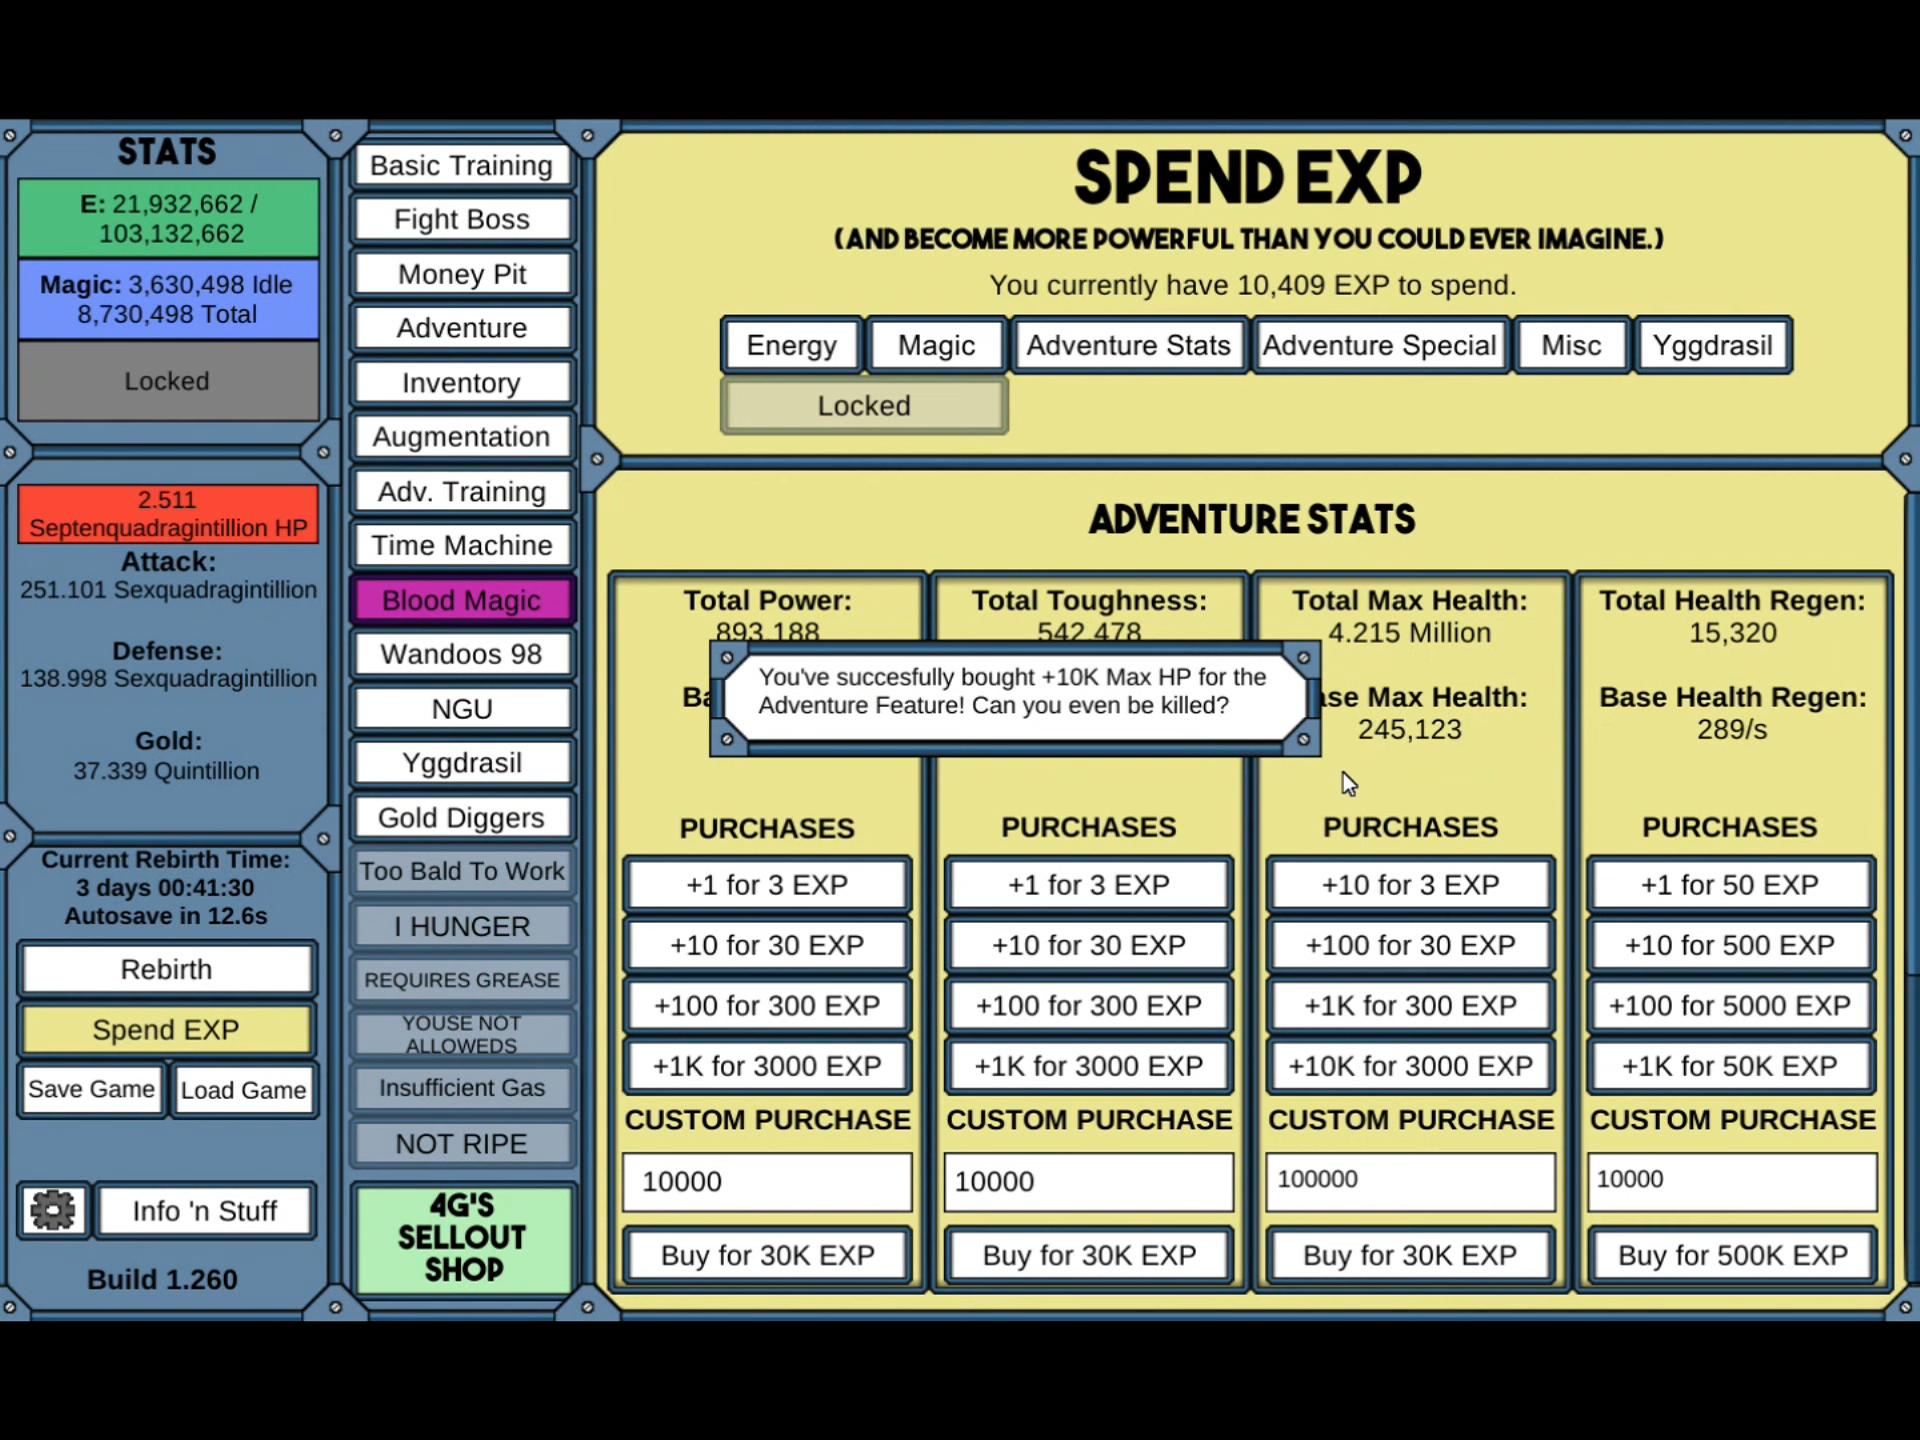 STATS
E: 21,932,662 /
103,132,662
Magic: 3,630,498 Idle
8,730,498 Total
Locked
2.511
Septenquadragintillion HP
Attack:
251.101 Sexquadragintillion
Defense:
138.998 Sexquadragintillion
Gold:
37.339 Quintillion
Current Rebirth Time:
3 days 00:41:30
Autosave in 12.6s
Rebirth
Spend EXP
Save Game
Load Game
Info 'n Stuff
Build 1.260
Basic Training
Fight Boss
Money Pit
Adventure
Inventory
Augmentation
Adv. Training
Time Machine
Blood Magic
Wandoos 98
NGU
Yggdrasil
Gold Diggers
Too Bald To Work
I HUNGER
REQUIRES GREASE
YOUSE NOT
ALLOWEDS
Insufficient Gas
NOT RIPE
4G'S
SELLOUT
SHOP
SPEND EXP
(AND BECOME MORE POWERFUL THAN YOU COULD EVER IMAGINE.)
You currently have 10,409 EXP to spend.
Energy
Magic
Adventure Stats
Adventure Special
Misc
Yggdrasil
Locked
ADVENTURE STATS
Total Power:
893,188
Total Toughness:
542,478
Total Max Health:
4.215 Million
Total Health Regen:
15,320
You've succesfully bought +10K Max HP for the
Adventure Feature! Can you even be killed?
Max Health:
245,123
Base Health Regen:
289/s
PURCHASES
+1 for 3 EXP
+10 for 30 EXP
+100 for 300 EXP
+1K for 3000 EXP
CUSTOM PURCHASE
10000
Buy for 30K EXP
PURCHASES
+1 for 3 EXP
+10 for 30 EXP
+100 for 300 EXP
+1K for 3000 EXP
CUSTOM PURCHASE
10000
Buy for 30K EXP
PURCHASES
+10 for 3 EXP
+100 for 30 EXP
+1K for 300 EXP
+10K for 3000 EXP
CUSTOM PURCHASE
100000
Buy for 30K EXP
PURCHASES
+1 for 50 EXP
+10 for 500 EXP
+100 for 5000 EXP
+1K for 50K EXP
CUSTOM PURCHASE
10000
Buy for 500K EXP